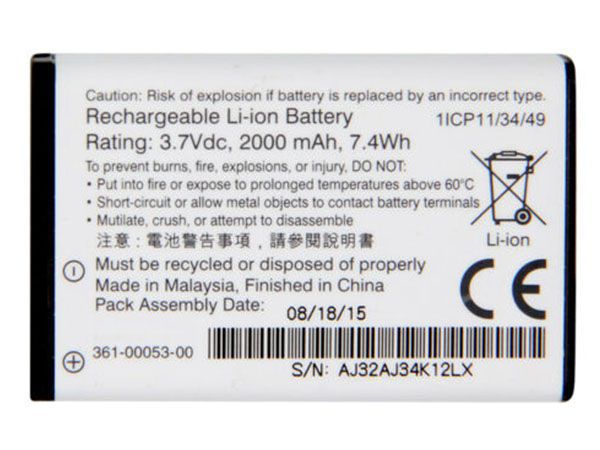 Caution: Risk of explosion if battery is replaced by an incorrect type.
Rechargeable Li-ion Battery 1ICP11/34/49
Rating: 3.7Vdc, 2000 mAh, 7.4Wh
To prevent burns, fire, explosions, or injury, DO NOT:
• Put into fire or expose to prolonged temperatures above 60°C
• Short-circuit or allow metal objects to contact battery terminals
• Mutilate, crush, or attempt to disassemble
注意：電池警告事項，請參閱說明書 Li-ion
Must be recycled or disposed of properly
Made in Malaysia, Finished in China
Pack Assembly Date: 08/18/15
CE
361-00053-00
S/N: AJ32AJ34K12LX